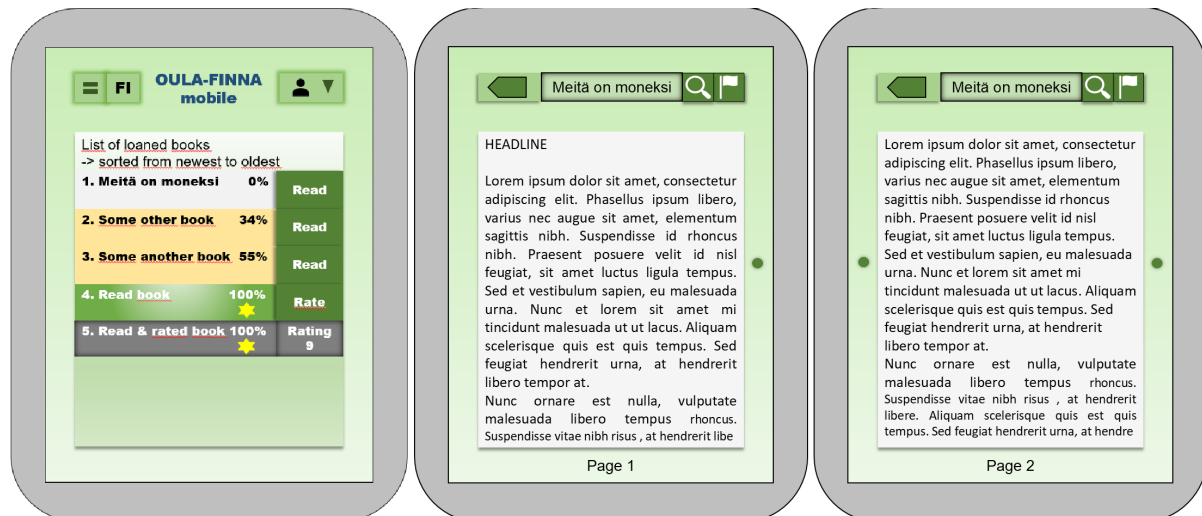 FI
OULA-FINNA
mobile
List of loaned books
-> sorted from newest to oldest
1. Meitä on moneksi 0% Read
2. Some other book 34% Read
3. Some another book 55% Read
4. Read book 100% Rate
5. Read & rated book 100% Rating
9
Meitä on moneksi
HEADLINE
Lorem ipsum dolor sit amet, consectetur
adipiscing elit. Phasellus ipsum libero,
varius nec augue sit amet, elementum
sagittis nibh. Suspendisse id rhoncus
nibh. Praesent posuere velit id nisl
feugiat, sit amet luctus ligula tempus.
Sed et vestibulum sapien, eu malesuada
urna. Nunc et lorem sit amet mi
tincidunt malesuada ut ut lacus. Aliquam
scelerisque quis est quis tempus. Sed
feugiat hendrerit urna, at hendrerit
libero tempor at.
Nunc ornare est nulla, vulputate
malesuada libero tempus rhoncus.
Suspendisse vitae nibh risus , at hendrerit libe
Page 1
Meitä on moneksi
Lorem ipsum dolor sit amet, consectetur
adipiscing elit. Phasellus ipsum libero,
varius nec augue sit amet, elementum
sagittis nibh. Suspendisse id rhoncus
nibh. Praesent posuere velit id nisl
feugiat, sit amet luctus ligula tempus.
Sed et vestibulum sapien, eu malesuada
urna. Nunc et lorem sit amet mi
tincidunt malesuada ut ut lacus. Aliquam
scelerisque quis est quis tempus. Sed
feugiat hendrerit urna, at hendrerit
libero tempor at.
Nunc ornare est nulla, vulputate
malesuada libero tempus rhoncus.
Suspendisse vitae nibh risus , at hendrerit
libere. Aliquam scelerisque quis est quis
tempus. Sed feugiat hendrerit urna, at hendre
Page 2